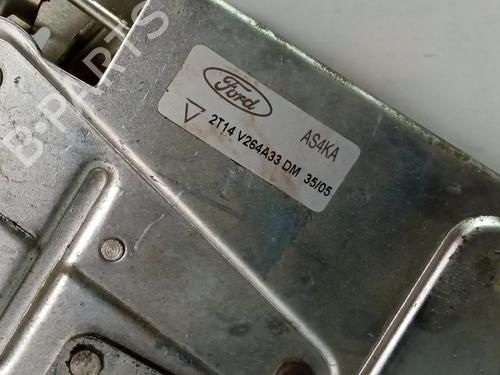 B-PARTS
Ford
AS4KA
2T14 V264A33 DM 35/05